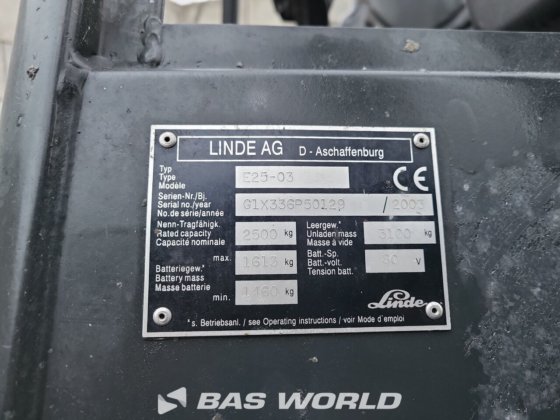 LINDE AG D - Aschaffenburg
Typ
Type
Modèle
E25-03
CE
Serien-Nr./Bj.
Serial no./year
No.de série/année
G1X336P50129 / 2003
Nenn-Tragfähigk.
Rated capacity
Capacité nominale
2500 kg
Leergew.*
Unladen mass
Masse à vide
3100 kg
Batteriegew.*
Battery mass
Masse batterie
max.
1613 kg
min.
kg
Batt.-Sp.
Batt.-volt.
Tension batt.
80 V
Linde
*s. Betriebsanl. / see Operating instructions / voir Mode d'emploi
BAS WORLD